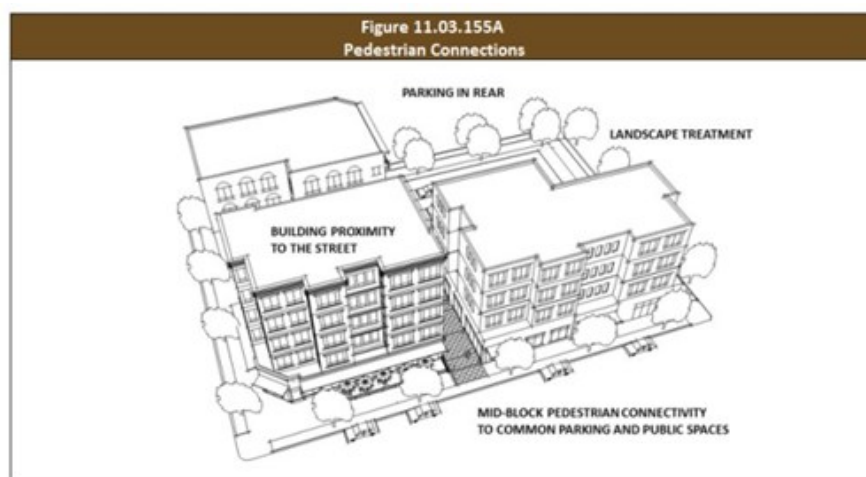 Figure 11.03.155A
Pedestrian Connections
PARKING IN REAR
LANDSCAPE TREATMENT
BUILDING PROXIMITY
TO THE STREET
MID-BLOCK PEDESTRIAN CONNECTIVITY
TO COMMON PARKING AND PUBLIC SPACES